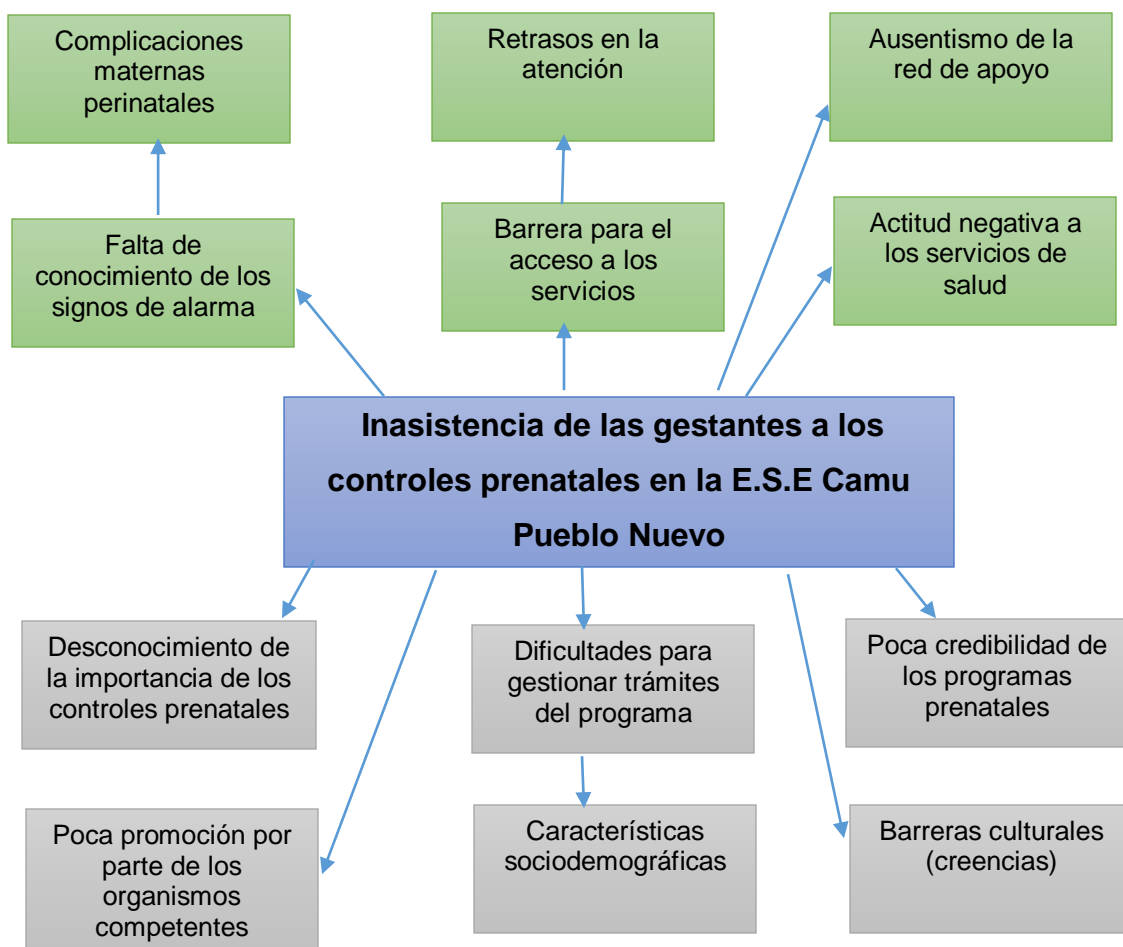 Complicaciones
maternas
perinatales
Retrasos en la
atención
Ausentismo de la
red de apoyo
Falta de
conocimiento de los
signos de alarma
Barrera para el
acceso a los
servicios
Actitud negativa a
los servicios de
salud
Inasistencia de las gestantes a los
controles prenatales en la E.S.E Camu
Pueblo Nuevo
Desconocimiento de
la importancia de los
controles prenatales
Dificultades para
gestionar trámites
del programa
Poca credibilidad de
los programas
prenatales
Poca promoción por
parte de los
organismos
competentes
Característicás
sociodemográficas
Barreras culturales
(creencias)